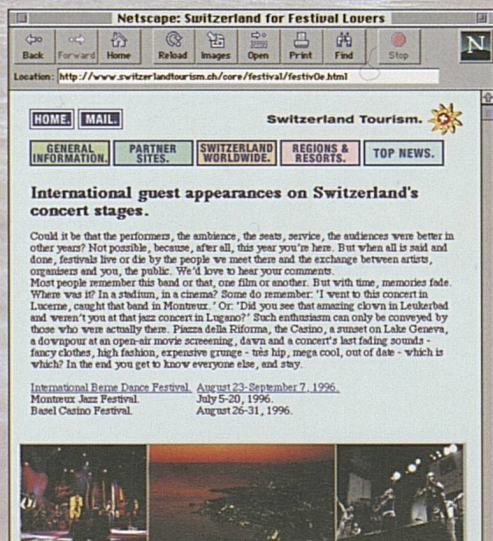 Netscape: Switzerland for Festival Lovers
Back Forward Home Reload Images Open Print Find Stop N
Location: http://www.switzerlandtourism.ch/core/festival/festiv0e.html
HOME. MAIL. Switzerland Tourism.
GENERAL INFORMATION. PARTNER SITES. SWITZERLAND WORLDWIDE. REGIONS & RESORTS. TOP NEWS.
International guest appearances on Switzerland's
concert stages.
Could it be that the performers, the ambience, the seats, service, the audiences were better in
other years? Not possible, because, after all, this year you're here. But when all is said and
done, festivals live or die by the people we meet there and the exchange between artists,
organisers and you, the public. We'd love to hear your comments.
Most people remember this band or that, one film or another. But with time, memories fade.
Where was it? In a stadium, in a cinema? Some do remember: 'I went to this concert in
Lucerne, caught that band in Montreux.' Or: 'Did you see that amazing clown in Leukerbad
and weren't you at that jazz concert in Lugano?' Such enthusiasm can only be conveyed by
those who were actually there. Piazza della Riforma, the Casino, a sunset on Lake Geneva,
a downpour at an open-air movie screeening, dawn and a concert's last fading sounds -
fancy clothes, high fashion, expensive grunge - très hip, mega cool, out of date - which is
which? In the end you get to know everyone else, and stay.
International Berne Dance Festival. August 23-September 7, 1996.
Montreux Jazz Festival. July 5-20, 1996.
Basel Casino Festival. August 26-31, 1996.